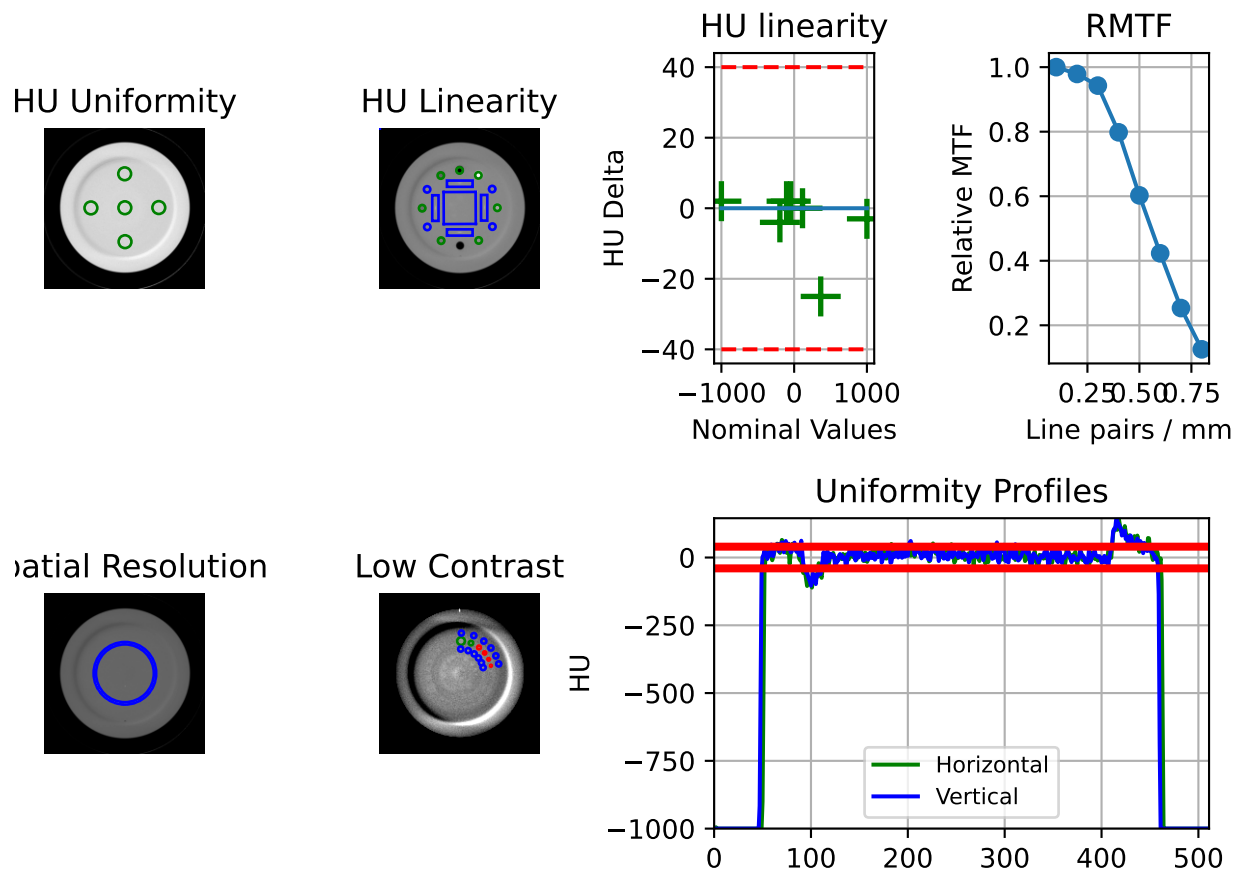 HU Uniformity
HU Linearity
HU linearity
40
20
0
−20
−40
HU Delta
−1000 0 1000
Nominal Values
RMTF
1.0
0.8
0.6
0.4
0.2
Relative MTF
0.25 0.50 0.75
Line pairs / mm
patial Resolution
Low Contrast
Uniformity Profiles
0
−250
−500
−750
−1000
HU
Horizontal
Vertical
0 100 200 300 400 500